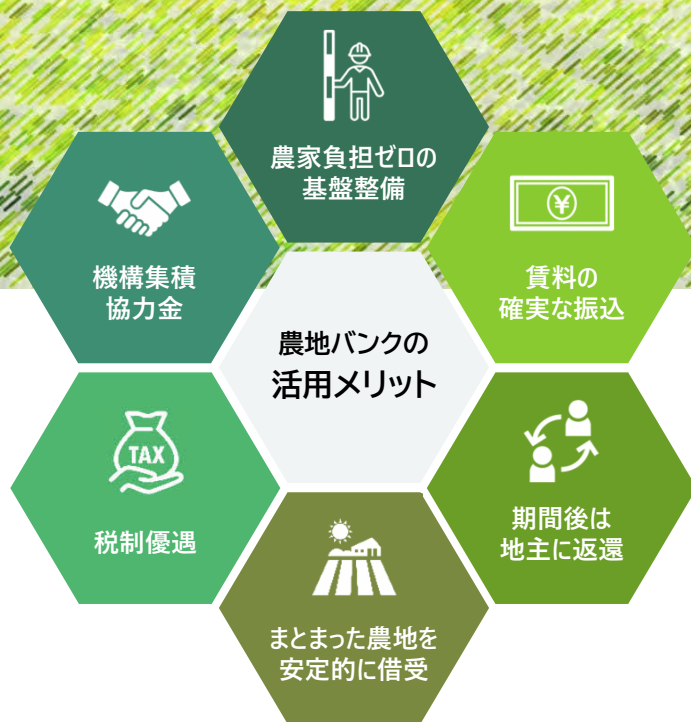 農家負担ゼロの
基盤整備
機構集積
協力金
¥
賃料の
確実な振込
農地バンクの
活用メリット
TAX
税制優遇
期間後は
地主に返還
まとまった農地を
安定的に借受